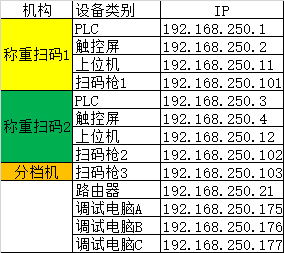 机构 设备类别 IP
称重扫码1 PLC 192.168.250.1
触控屏 192.168.250.2
上位机 192.168.250.11
扫码枪1 192.168.250.101
称重扫码2 PLC 192.168.250.3
触控屏 192.168.250.4
上位机 192.168.250.12
扫码枪2 192.168.250.102
分档机 扫码枪3 192.168.250.103
路由器 192.168.250.21
调试电脑A 192.168.250.175
调试电脑B 192.168.250.176
调试电脑C 192.168.250.177